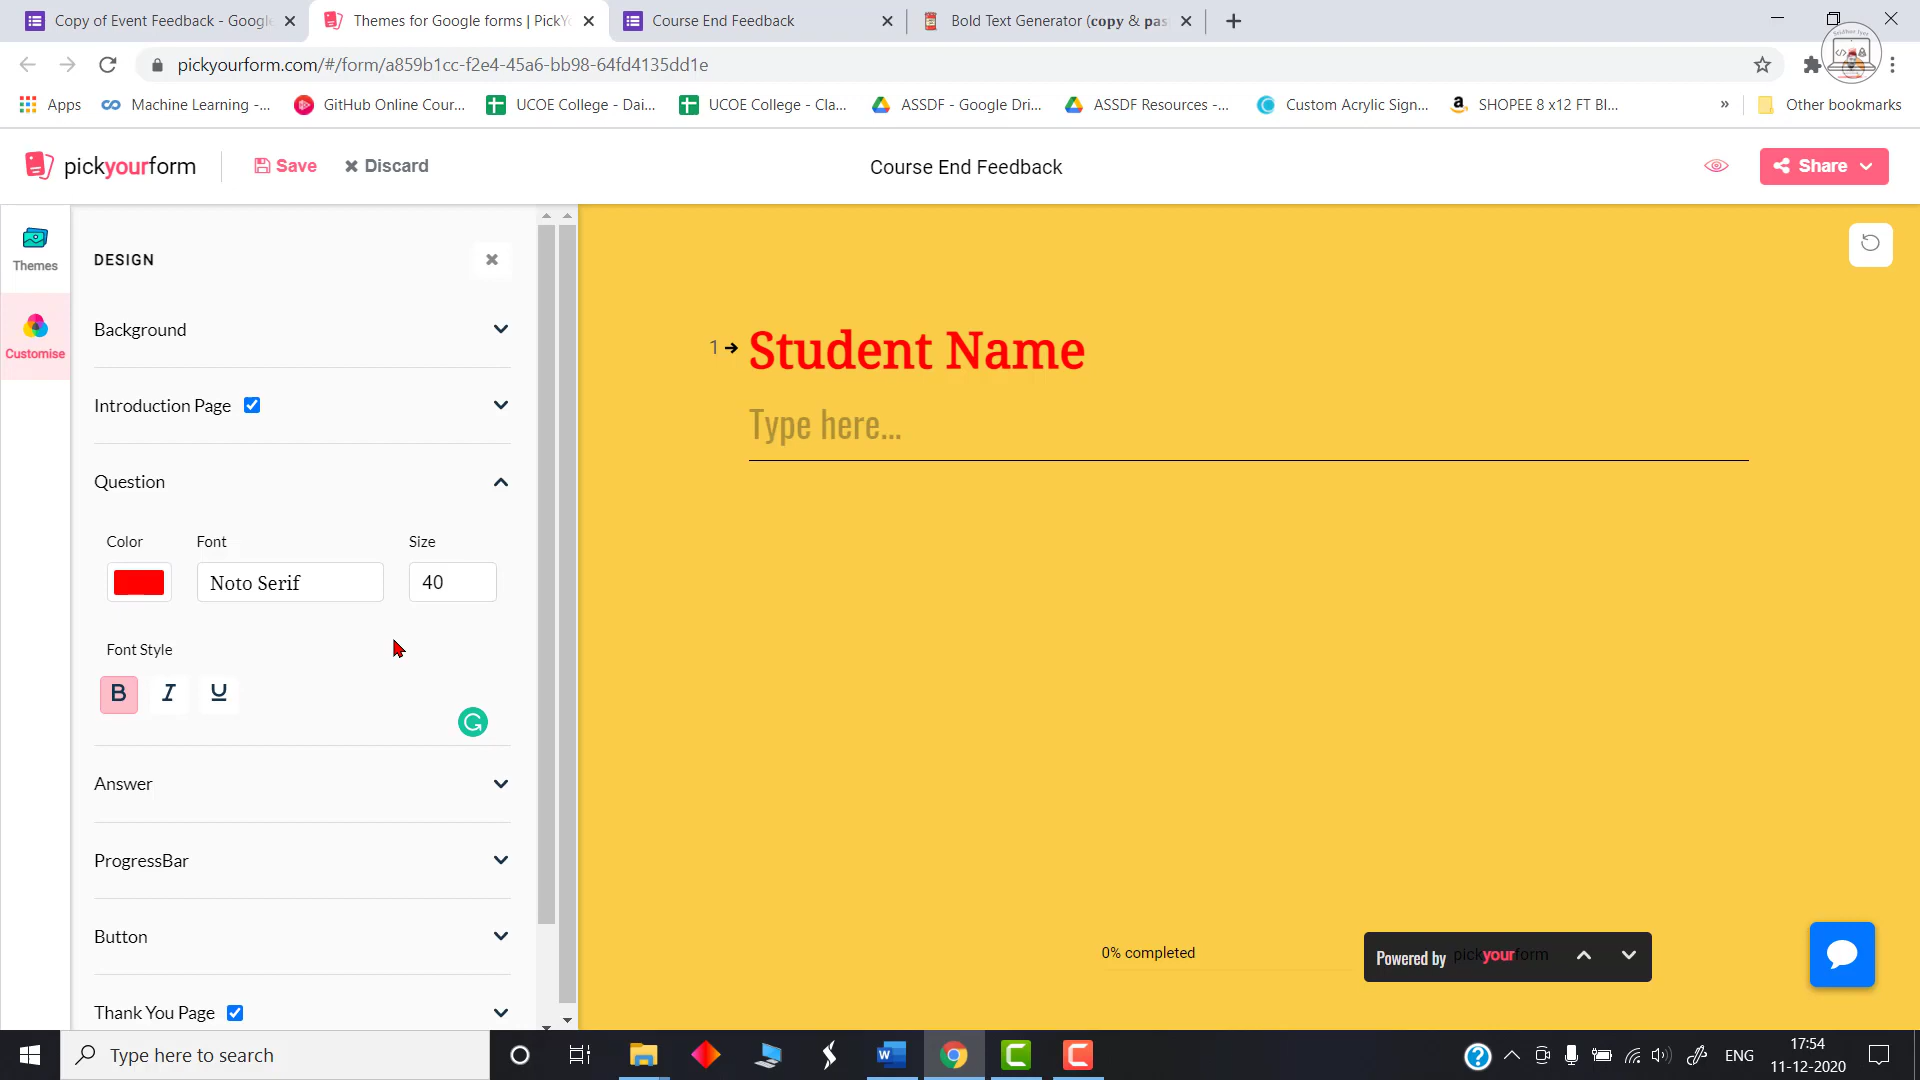 Copy of Event Feedback - Google
Themes for Google forms | PickYo
Course End Feedback
Bold Text Generator (copy & pas
pickyourform.com/#/form/a859b1cc-f2e4-45a6-bb98-64fd4135dd1e
Apps
Machine Learning -...
GitHub Online Cour...
UCOE College - Dai...
UCOE College - Cla...
ASSDF - Google Dri...
ASSDF Resources -...
Custom Acrylic Sign...
SHOPEE 8 x12 FT Bl...
»
Other bookmarks
pickyourform
Save
Discard
Course End Feedback
Share
Themes
Customise
DESIGN
Background
Introduction Page
Question
Color
Font
Size
Noto Serif
40
Font Style
B
I
U
Answer
ProgressBar
Button
Thank You Page
1
Student Name
Type here...
0% completed
Powered by pickyourform
Type here to search
ENG
17:54
11-12-2020